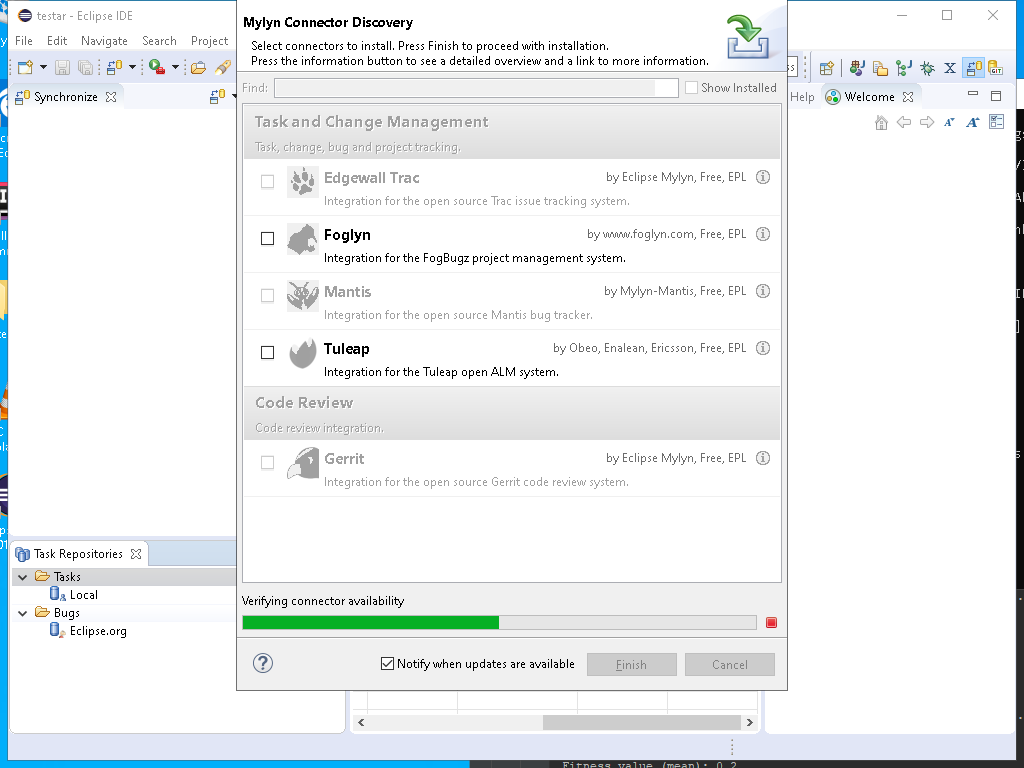 testar - Eclipse IDE
File Edit Navigate Search Project
Help
Welcome
Synchronize
Mylyn Connector Discovery
Select connectors to install. Press Finish to proceed with installation.
Press the information button to see a detailed overview and a link to more information.
Find:
Show Installed
Task and Change Management
Task, change, bug and project tracking.
Edgewall Trac
by Eclipse Mylyn, Free, EPL
Integration for the open source Trac issue tracking system.
Foglyn
by www.foglyn.com, Free, EPL
Integration for the FogBugz project management system.
Mantis
by Mylyn-Mantis, Free, EPL
Integration for the open source Mantis bug tracker.
Tuleap
by Obeo, Enalean, Ericsson, Free, EPL
Integration for the Tuleap open ALM system.
Code Review
Code review integration.
Gerrit
by Eclipse Mylyn, Free, EPL
Integration for the open source Gerrit code review system.
Verifying connector availability
Notify when updates are available
Finish
Cancel
Task Repositories
Tasks
Local
Bugs
Eclipse.org
Fitness value (mean): 0.2